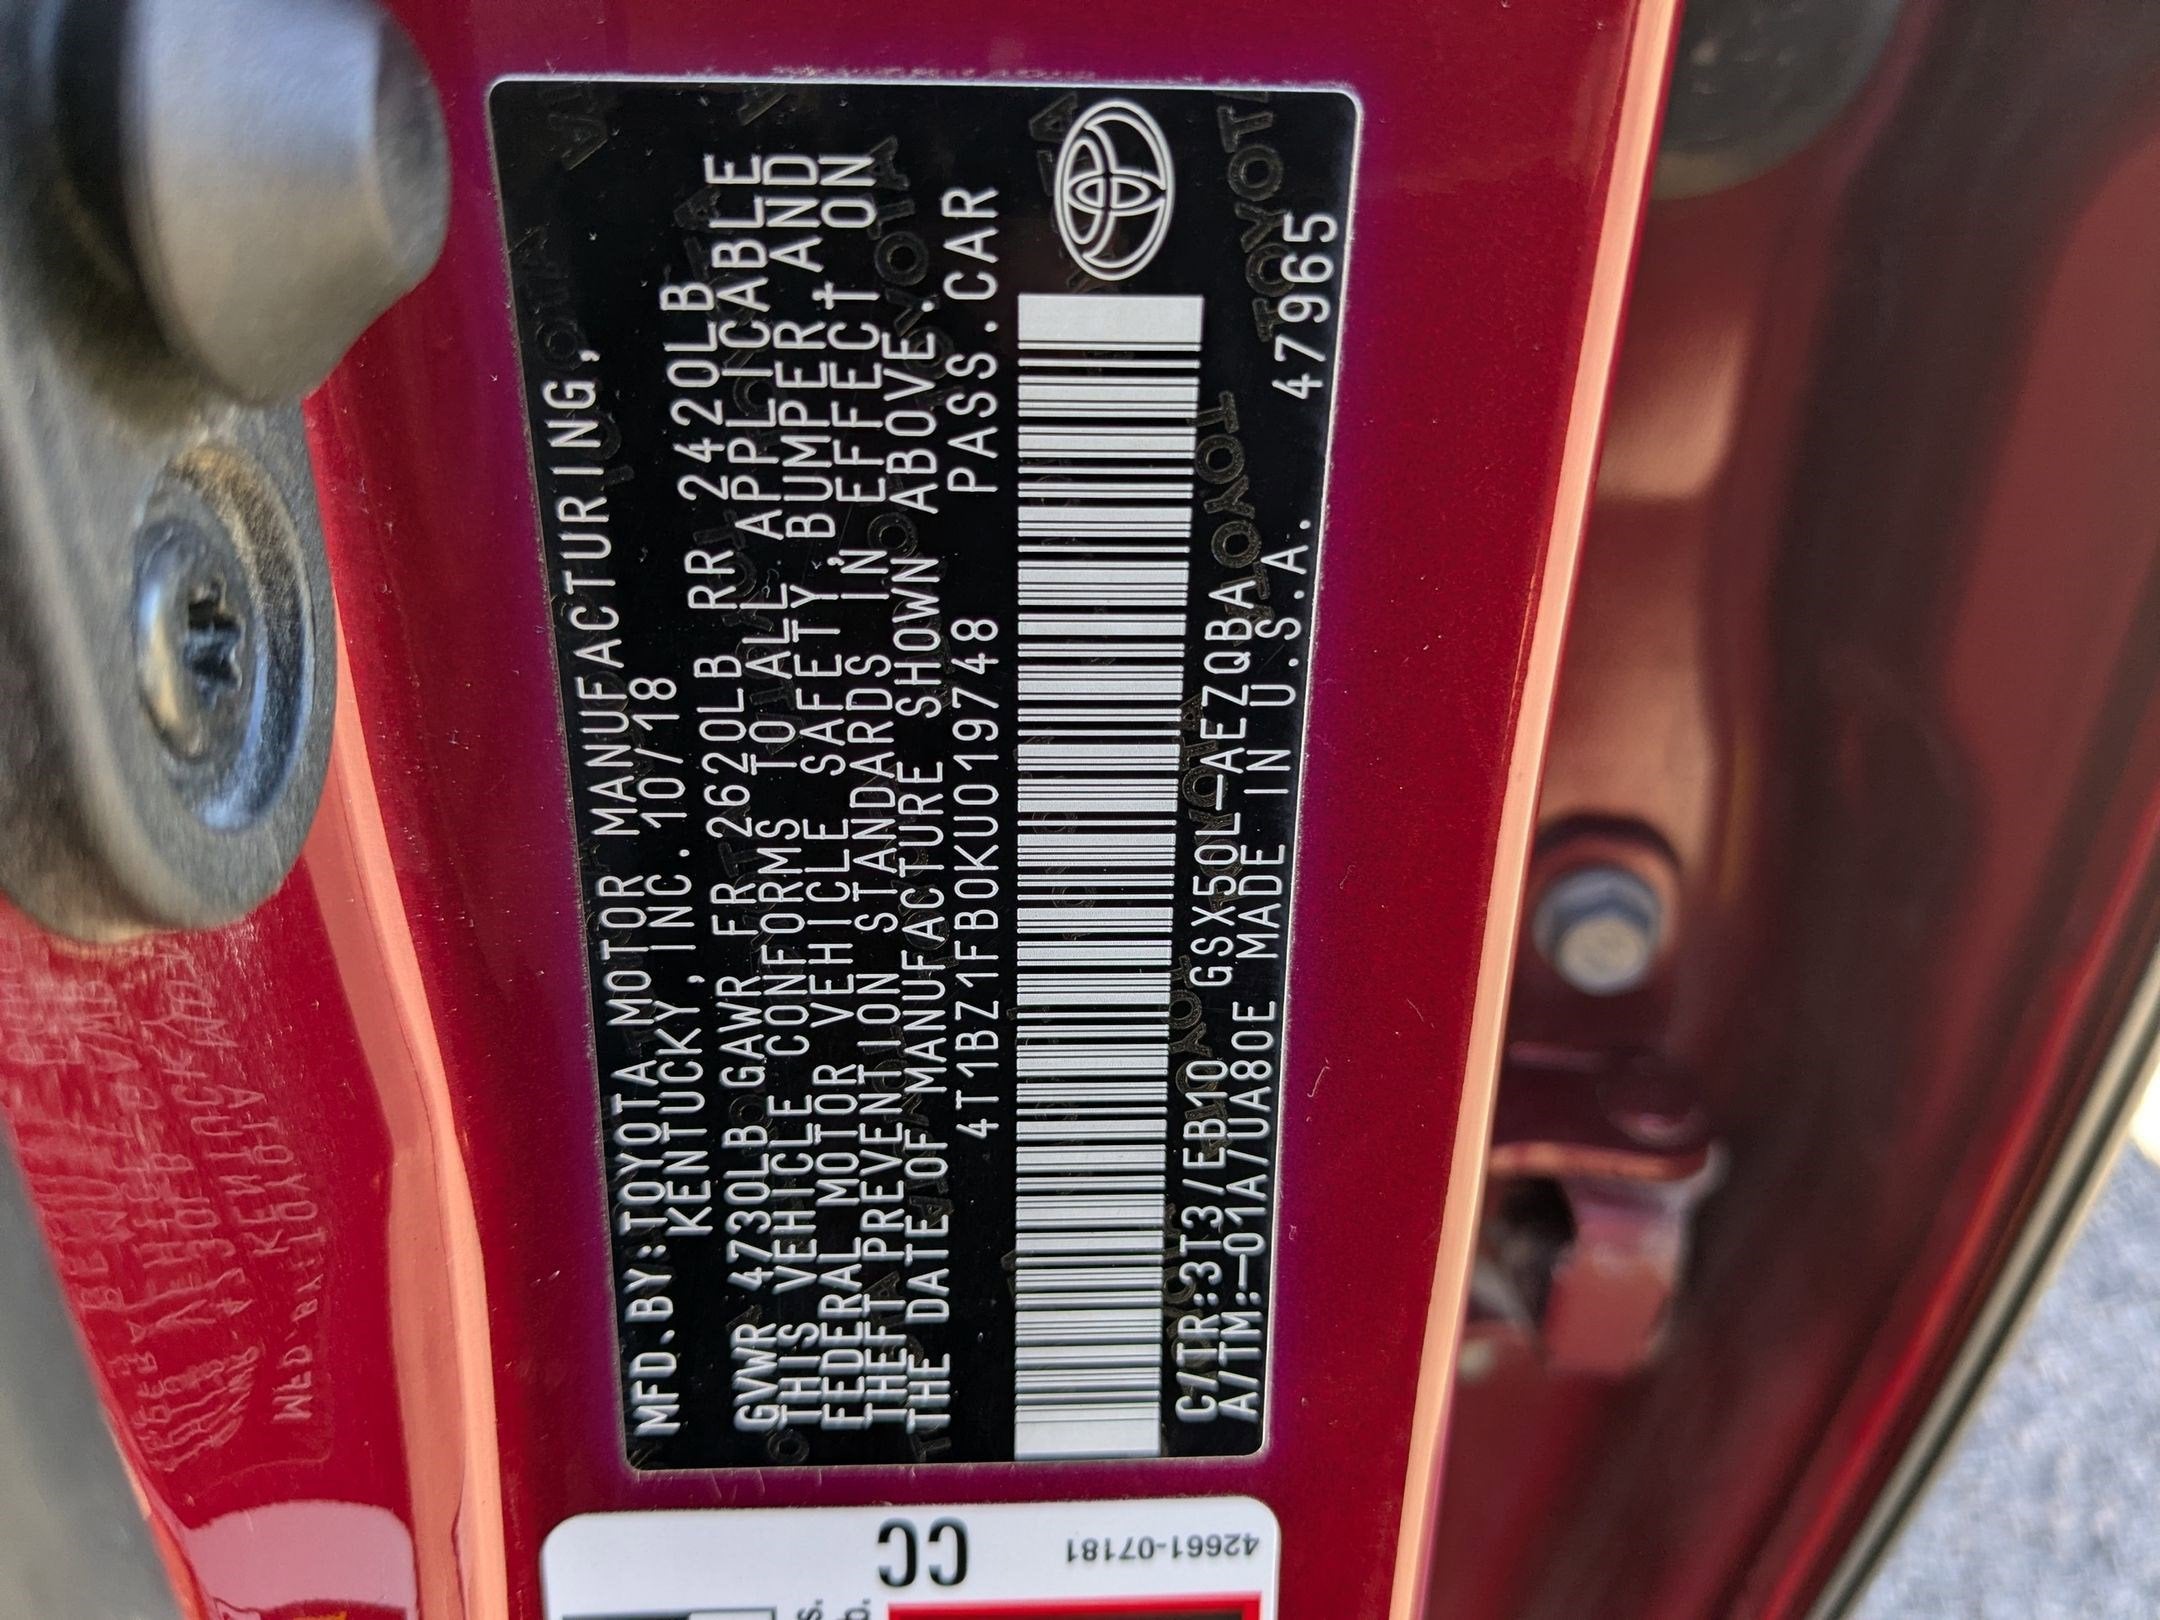 MFD.BY:TOYOTA MOTOR MANUFACTURING,
KENTUCKY, INC. 10/18
GVWR 4730LB GAWR FR 2620LB RR 2420LB
THIS VEHICLE CONFORMS TO ALL APPLICABLE
FEDERAL MOTOR VEHICLE SAFETY, BUMPER AND
THEFT PREVENTION STANDARDS IN EFFECT ON
THE DATE OF MANUFACTURE SHOWN ABOVE.
4T1BZ1FB0KU019748 PASS.CAR
C/TR:3T3/EB10 GSX50L-AEZQBA
A/TM:-01A/UA80E MADE IN U.S.A. 47965
CC
42661-07181